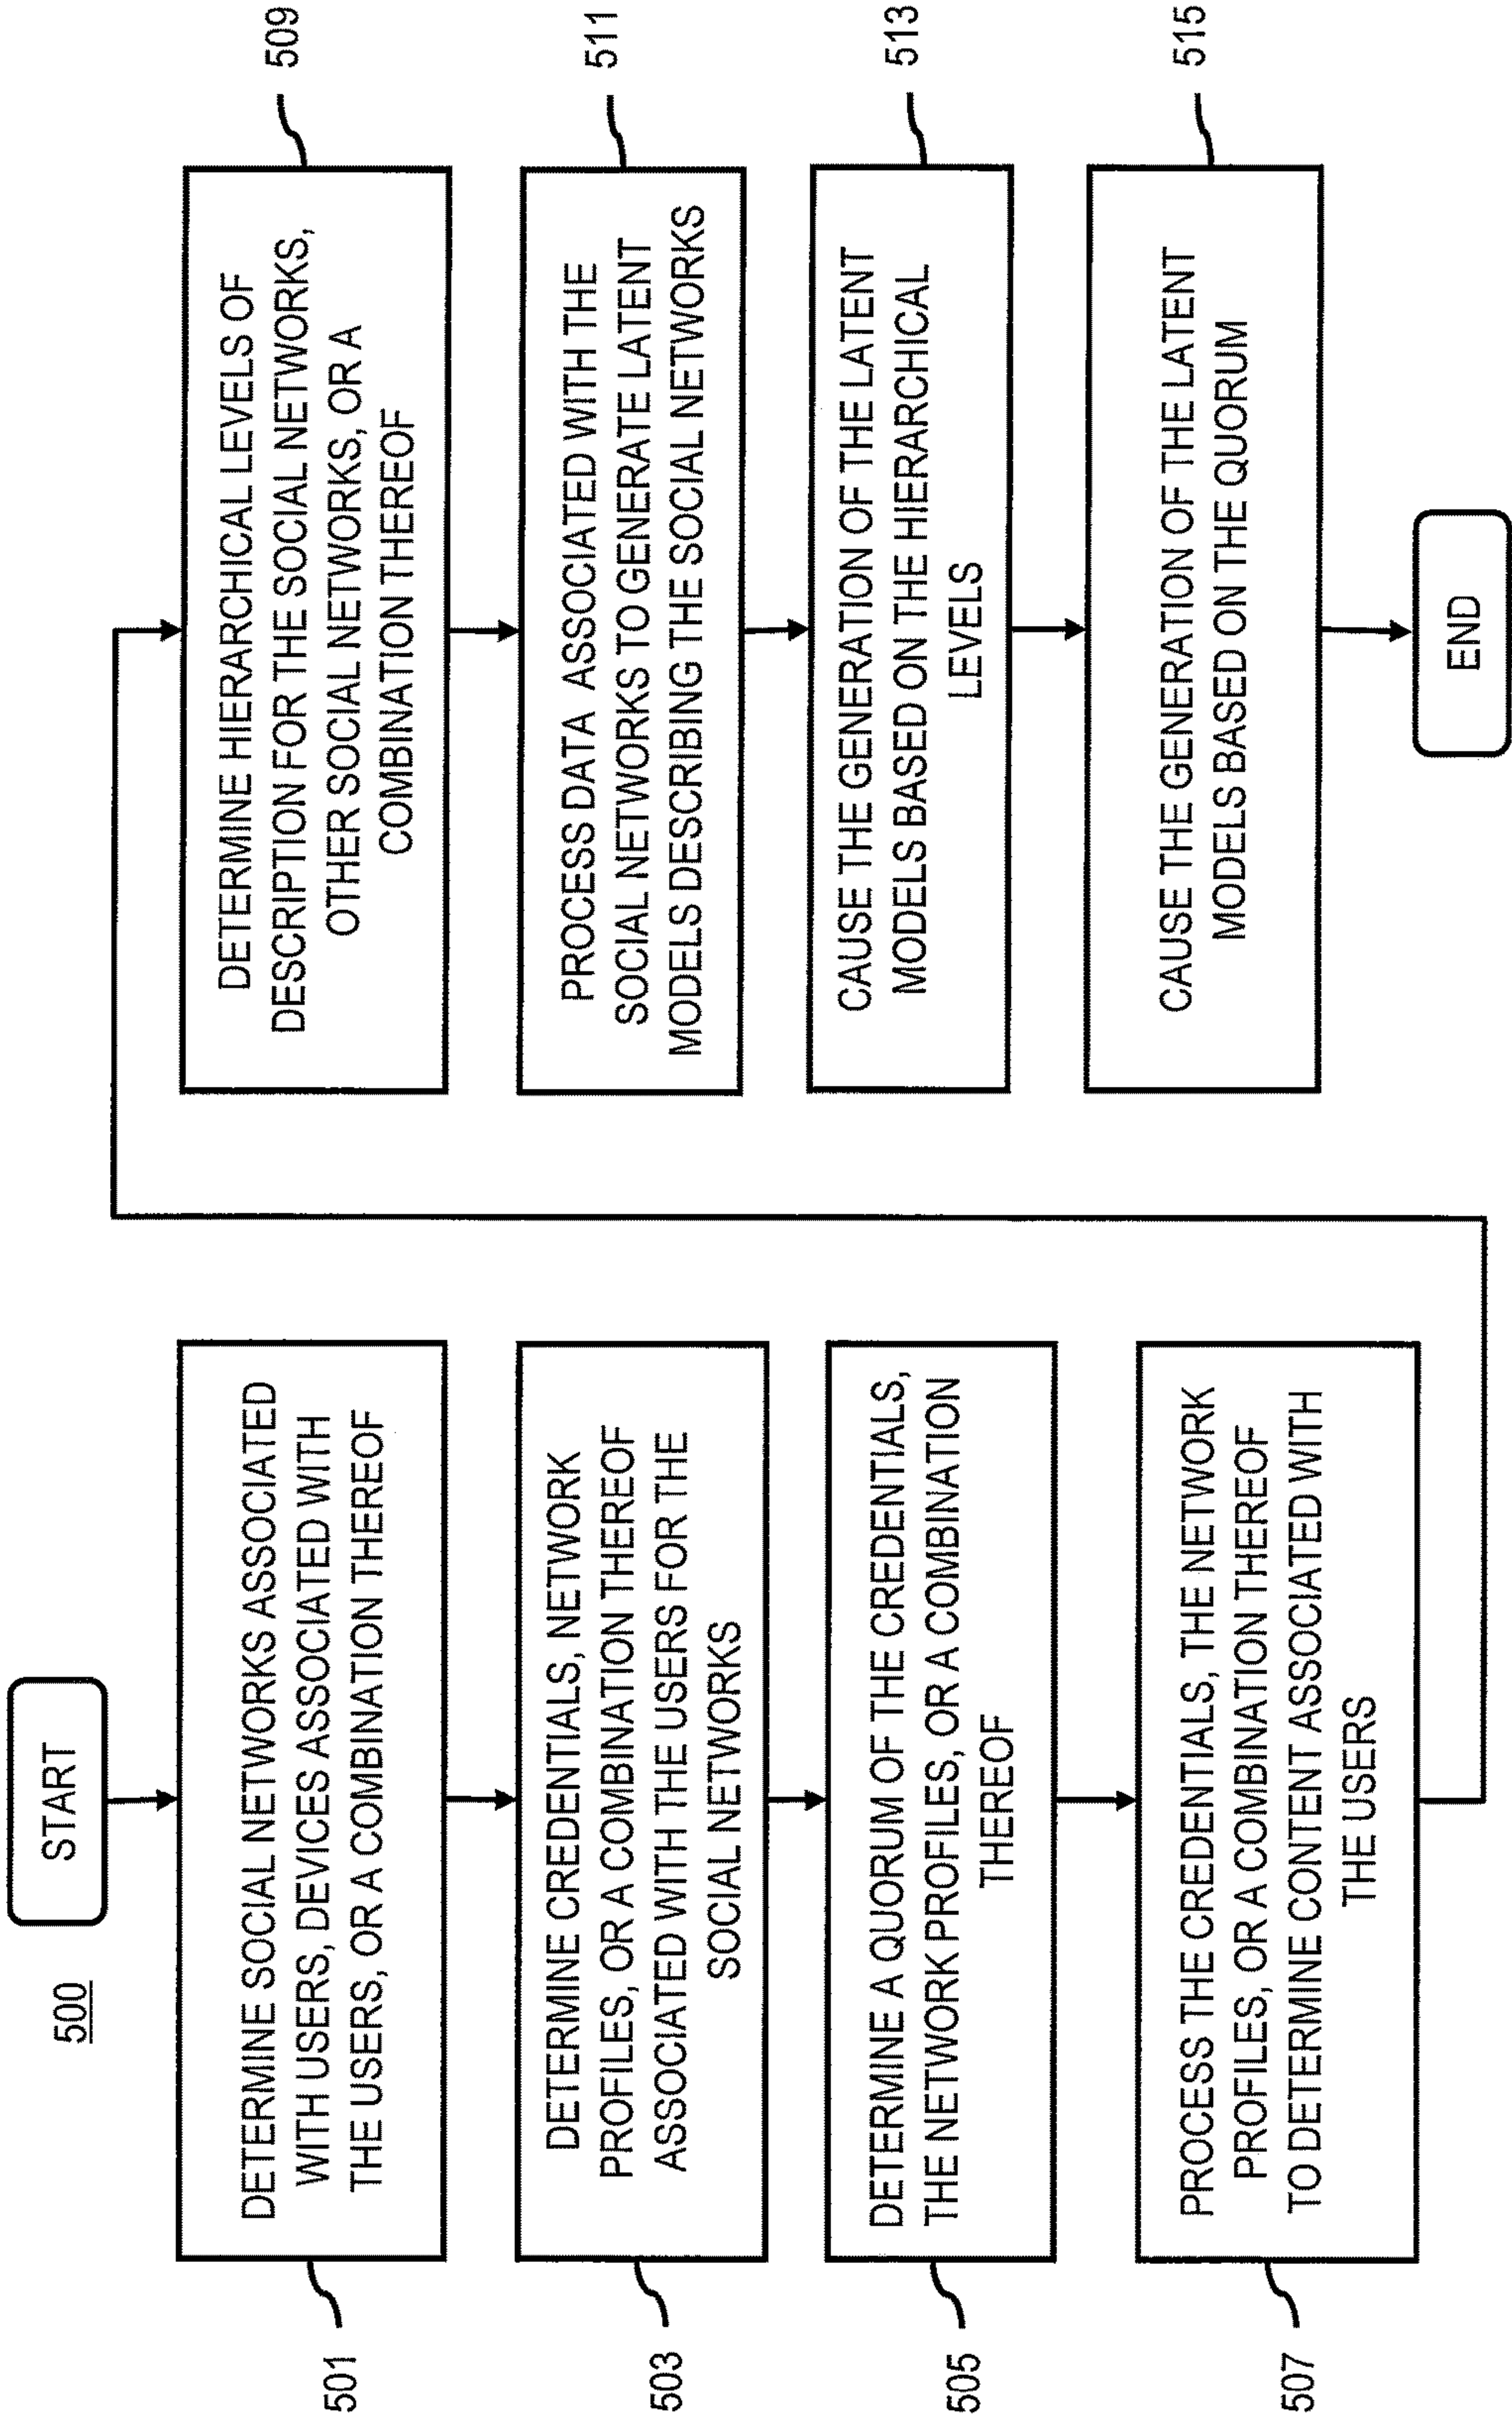 500
START
501
DETERMINE SOCIAL NETWORKS ASSOCIATED
WITH USERS, DEVICES ASSOCIATED WITH
THE USERS, OR A COMBINATION THEREOF
503
DETERMINE CREDENTIALS, NETWORK
PROFILES, OR A COMBINATION THEREOF
ASSOCIATED WITH THE USERS FOR THE
SOCIAL NETWORKS
505
DETERMINE A QUORUM OF THE CREDENTIALS,
THE NETWORK PROFILES, OR A COMBINATION
THEREOF
507
PROCESS THE CREDENTIALS, THE NETWORK
PROFILES, OR A COMBINATION THEREOF
TO DETERMINE CONTENT ASSOCIATED WITH
THE USERS
509
DETERMINE HIERARCHICAL LEVELS OF
DESCRIPTION FOR THE SOCIAL NETWORKS,
OTHER SOCIAL NETWORKS, OR A
COMBINATION THEREOF
511
PROCESS DATA ASSOCIATED WITH THE
SOCIAL NETWORKS TO GENERATE LATENT
MODELS DESCRIBING THE SOCIAL NETWORKS
513
CAUSE THE GENERATION OF THE LATENT
MODELS BASED ON THE HIERARCHICAL
LEVELS
515
CAUSE THE GENERATION OF THE LATENT
MODELS BASED ON THE QUORUM
END